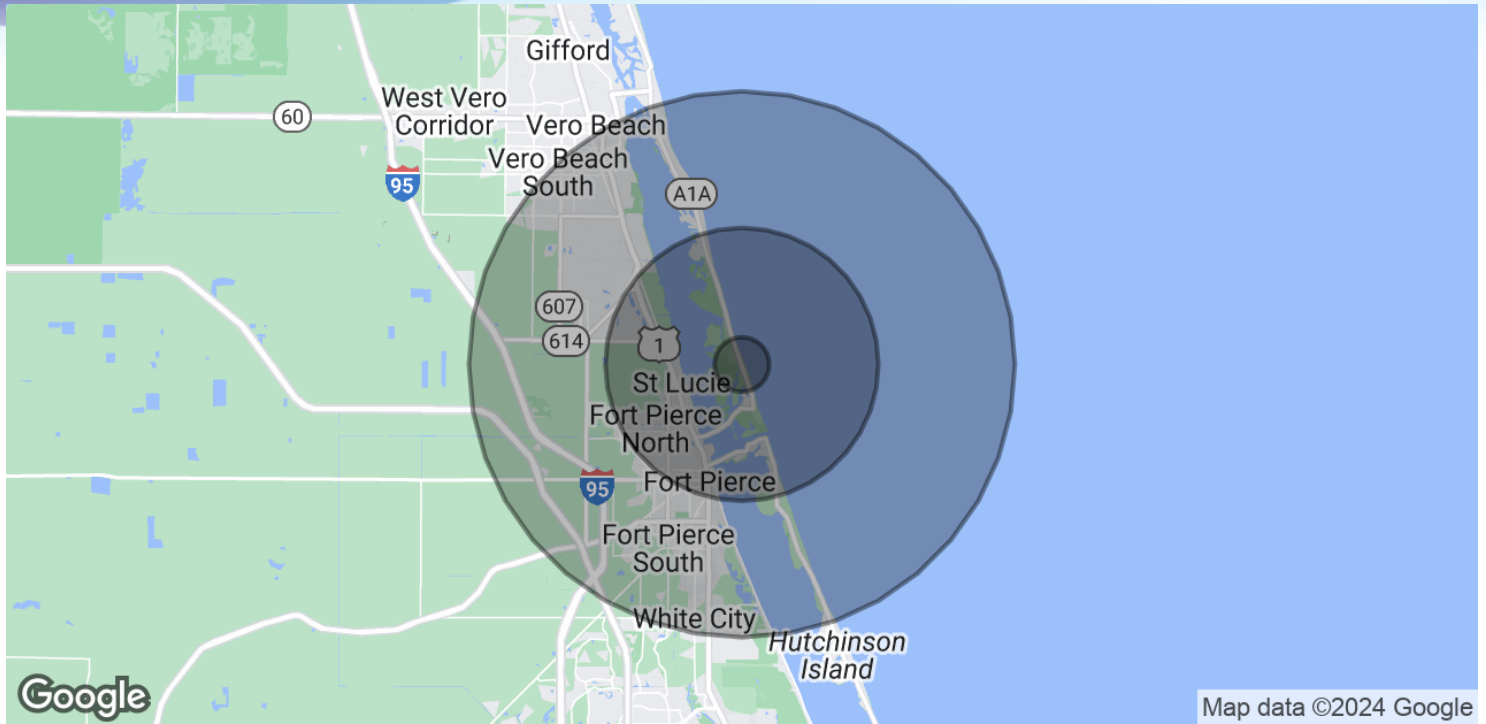 Gifford
West Vero
Corridor
60
Vero Beach
Vero Beach
South
95
A1A
607
614
1
St Lucie
Fort Pierce
North
95
Fort Pierce
Fort Pierce
South
White City
Hutchinson
Island
Google
Map data ©2024 Google